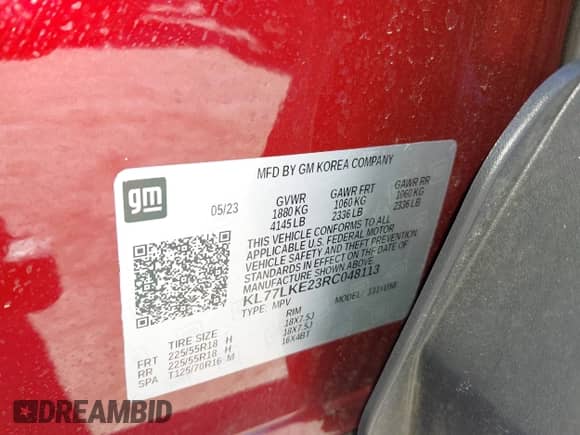 MFD BY GM KOREA COMPANY
gm
05/23
GVWR GAWR FRT GAWR RR
1880 KG 1060 KG 1060 KG
4145 LB 2336 LB 2336 LB
THIS VEHICLE CONFORMS TO ALL
APPLICABLE U.S. FEDERAL MOTOR
VEHICLE SAFETY AND THEFT PREVENTION
STANDARDS IN EFFECT ON THE DATE OF
MANUFACTURE SHOWN ABOVE.
KL77LKE23RC048113
TYPE: MPV MODEL:
TIRE SIZE RIM
FRT 225/55R18 H 18X7.5J
RR 225/55R18 H 18X7.5J
SPA T125/70R16 M 16X4BT
DREAMBID